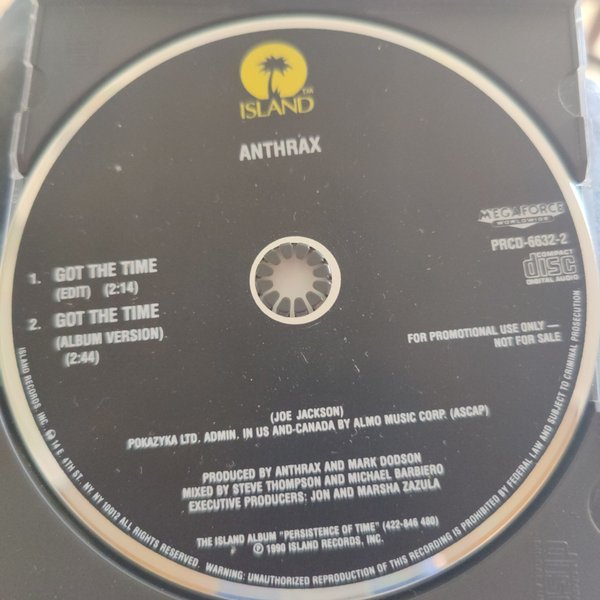 TM
ISLAND
ANTHRAX
MEGAFORCE
WORLDWIDE
PRCD-6632-2
COMPACT
disc
DIGITAL AUDIO
1. GOT THE TIME
(EDIT) (2:14)
2. GOT THE TIME
(ALBUM VERSION)
(2:44)
FOR PROMOTIONAL USE ONLY —
NOT FOR SALE
(JOE JACKSON)
POKAZYKA LTD. ADMIN. IN US AND CANADA BY ALMO MUSIC CORP. (ASCAP)
PRODUCED BY ANTHRAX AND MARK DODSON
MIXED BY STEVE THOMPSON AND MICHAEL BARBIERO
EXECUTIVE PRODUCERS: JON AND MARSHA ZAZULA
THE ISLAND ALBUM "PERSISTENCE OF TIME" (422-846 480)
℗ 1990 ISLAND RECORDS, INC.
ISLAND RECORDS, INC. 14 E. 4TH ST. NY, NY 10012 ALL RIGHTS RESERVED. WARNING: UNAUTHORIZED REPRODUCTION OF THIS RECORDING IS PROHIBITED BY FEDERAL LAW AND SUBJECT TO CRIMINAL PROSECUTION